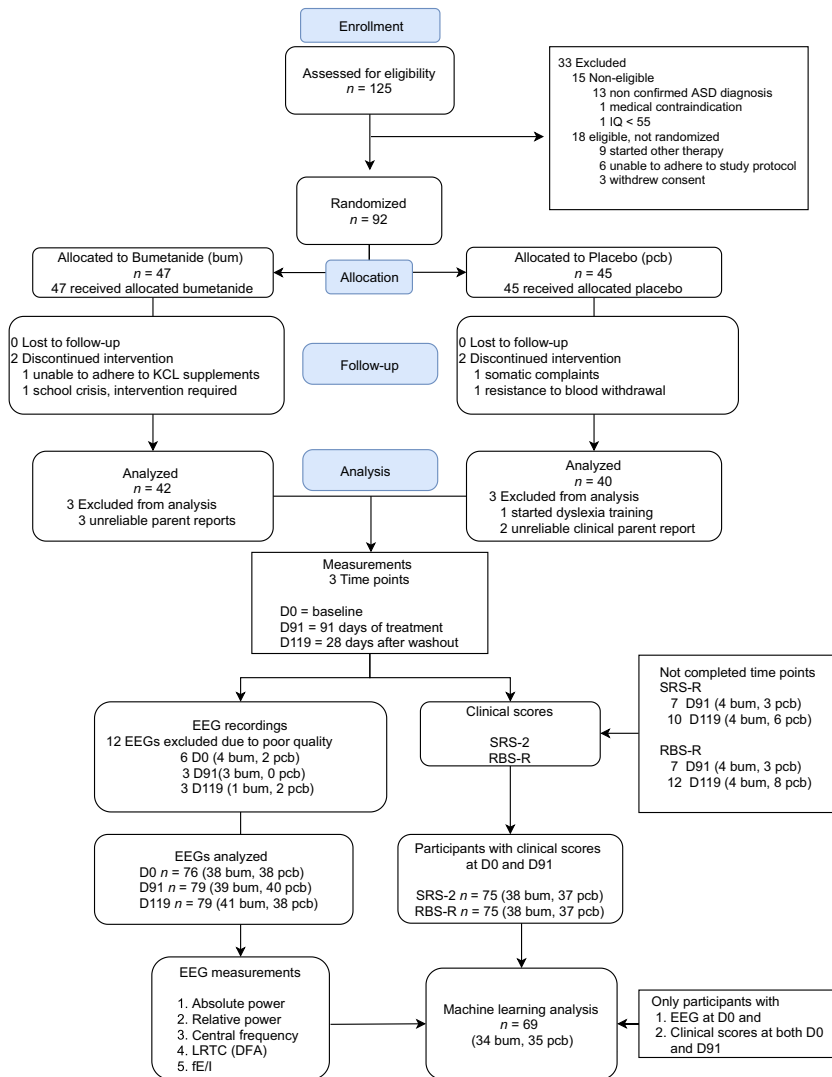 Enrollment
Assessed for eligibility
n = 125
33 Excluded
15 Non-eligible
13 non confirmed ASD diagnosis
1 medical contraindication
1 IQ < 55
18 eligible, not randomized
9 started other therapy
6 unable to adhere to study protocol
3 withdrew consent
Randomized
n = 92
Allocated to Bumetanide (bum)
n = 47
47 received allocated bumetanide
Allocation
Allocated to Placebo (pcb)
n = 45
45 received allocated placebo
0 Lost to follow-up
2 Discontinued intervention
1 unable to adhere to KCL supplements
1 school crisis, intervention required
Follow-up
0 Lost to follow-up
2 Discontinued intervention
1 somatic complaints
1 resistance to blood withdrawal
Analyzed
n = 42
3 Excluded from analysis
3 unreliable parent reports
Analysis
Analyzed
n = 40
3 Excluded from analysis
1 started dyslexia training
2 unreliable clinical parent report
Measurements
3 Time points
D0 = baseline
D91 = 91 days of treatment
D119 = 28 days after washout
EEG recordings
12 EEGs excluded due to poor quality
6 D0 (4 bum, 2 pcb)
3 D91(3 bum, 0 pcb)
3 D119 (1 bum, 2 pcb)
Clinical scores
SRS-2
RBS-R
Not completed time points
SRS-R
7 D91 (4 bum, 3 pcb)
10 D119 (4 bum, 6 pcb)
RBS-R
7 D91 (4 bum, 3 pcb)
12 D119 (4 bum, 8 pcb)
EEGs analyzed
D0 n = 76 (38 bum, 38 pcb)
D91 n = 79 (39 bum, 40 pcb)
D119 n = 79 (41 bum, 38 pcb)
Participants with clinical scores
at D0 and D91
SRS-2 n = 75 (38 bum, 37 pcb)
RBS-R n = 75 (38 bum, 37 pcb)
EEG measurements
1. Absolute power
2. Relative power
3. Central frequency
4. LRTC (DFA)
5. fE/I
Machine learning analysis
n = 69
(34 bum, 35 pcb)
Only participants with
1. EEG at D0 and
2. Clinical scores at both D0
and D91